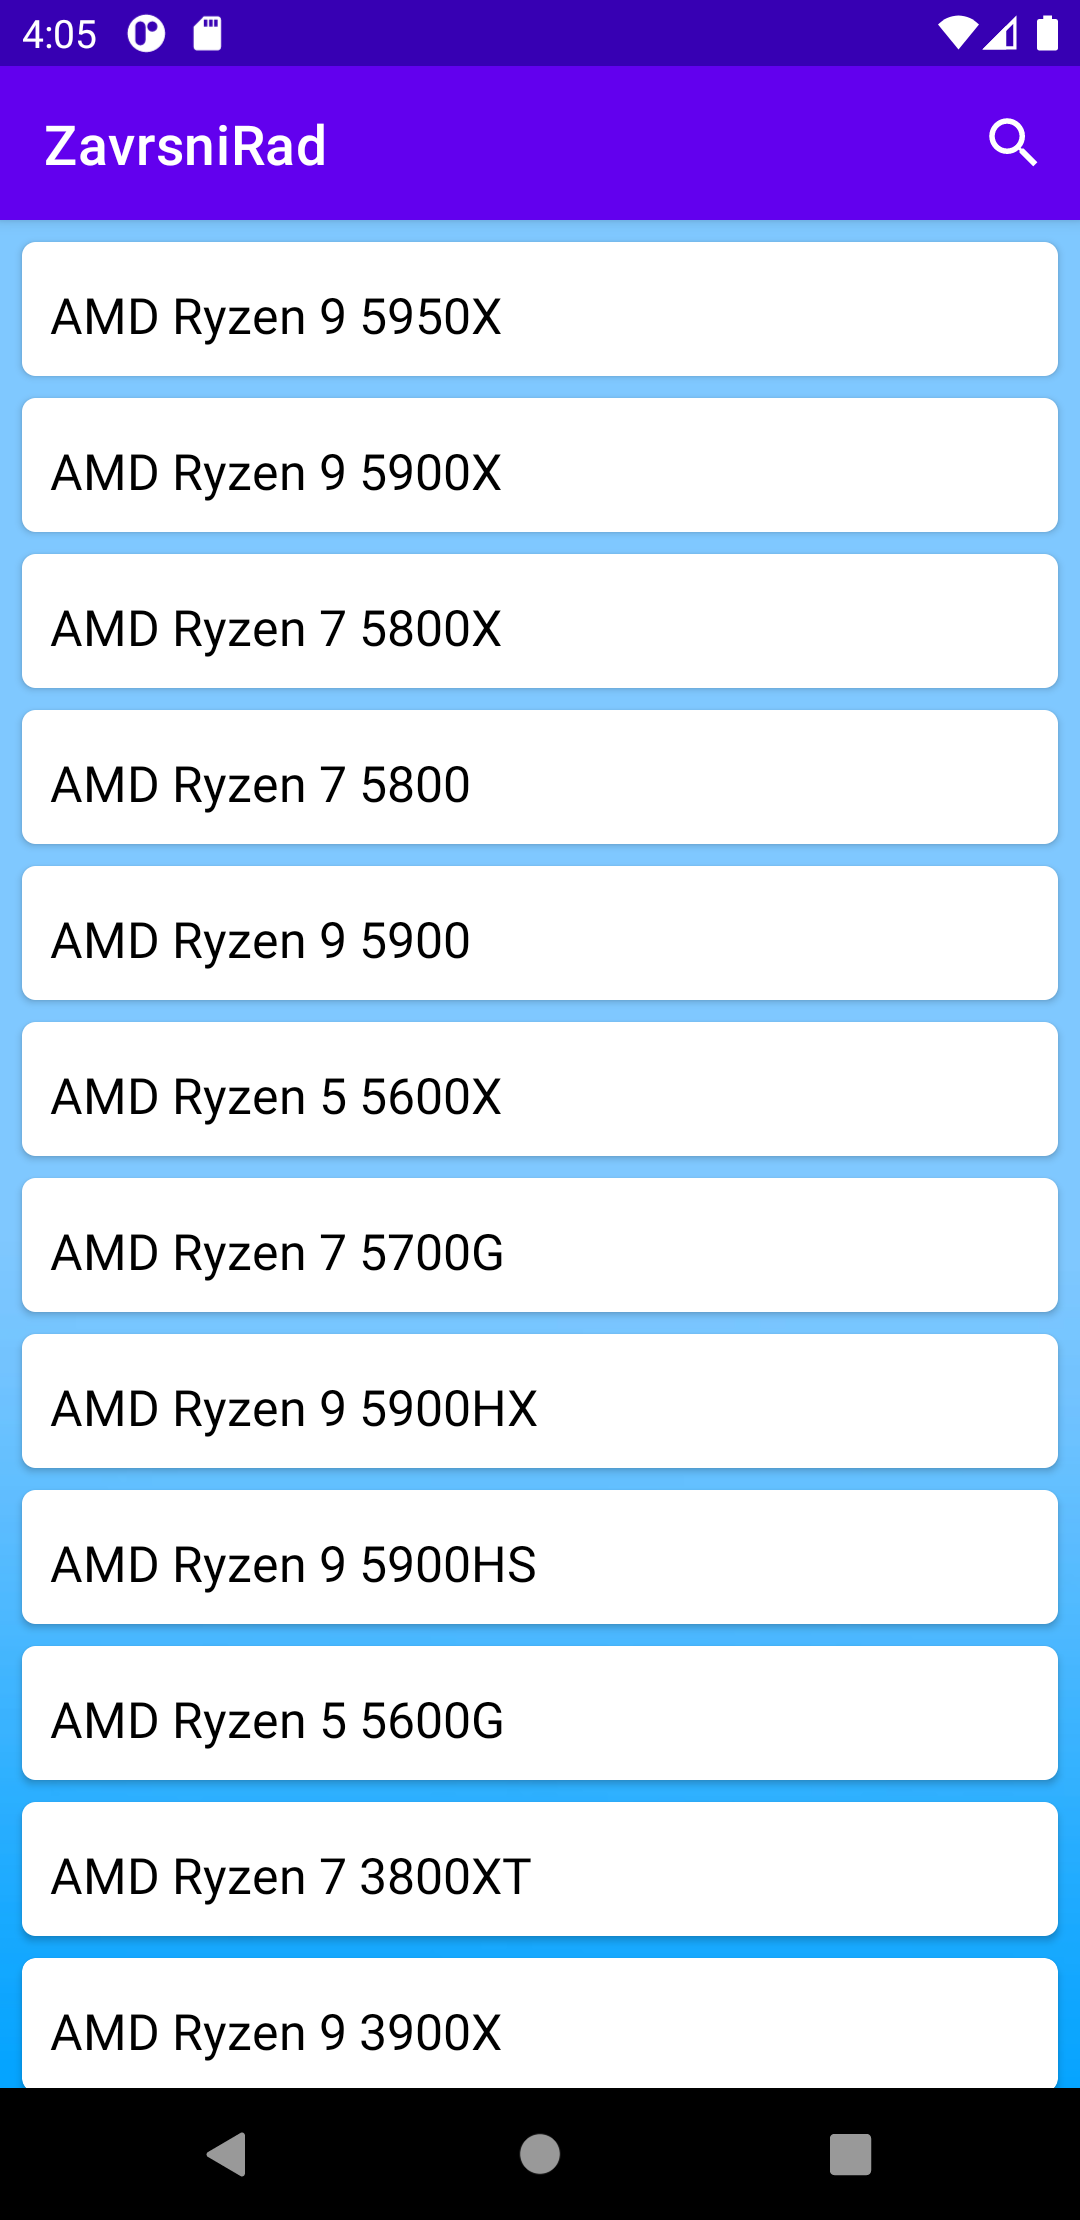 4:05
ZavrsniRad
AMD Ryzen 9 5950X
AMD Ryzen 9 5900X
AMD Ryzen 7 5800X
AMD Ryzen 7 5800
AMD Ryzen 9 5900
AMD Ryzen 5 5600X
AMD Ryzen 7 5700G
AMD Ryzen 9 5900HX
AMD Ryzen 9 5900HS
AMD Ryzen 5 5600G
AMD Ryzen 7 3800XT
AMD Ryzen 9 3900X